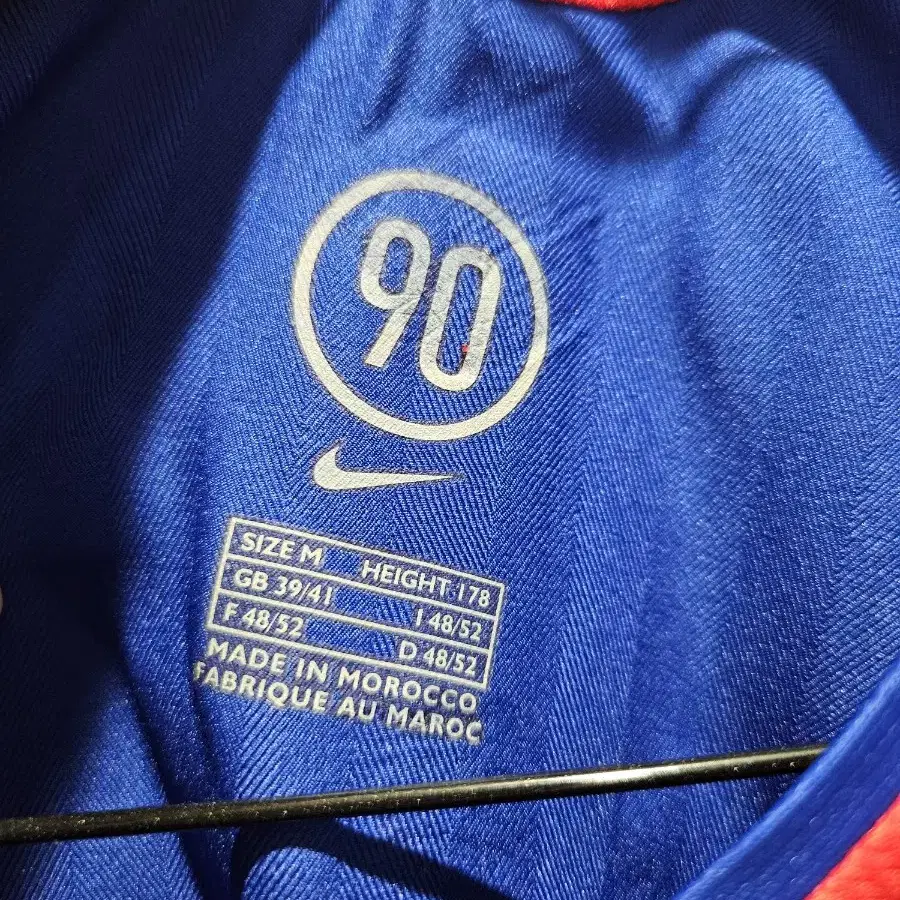 90
SIZE M HEIGHT 178
GB 39/41 I 48/52
F 48/52 D 48/52
MADE IN MOROCCO
FABRIQUE AU MAROC